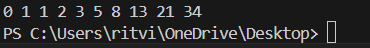 0 1 1 2 3 5 8 13 21 34
PS C:\Users\ritvi\OneDrive\Desktop>